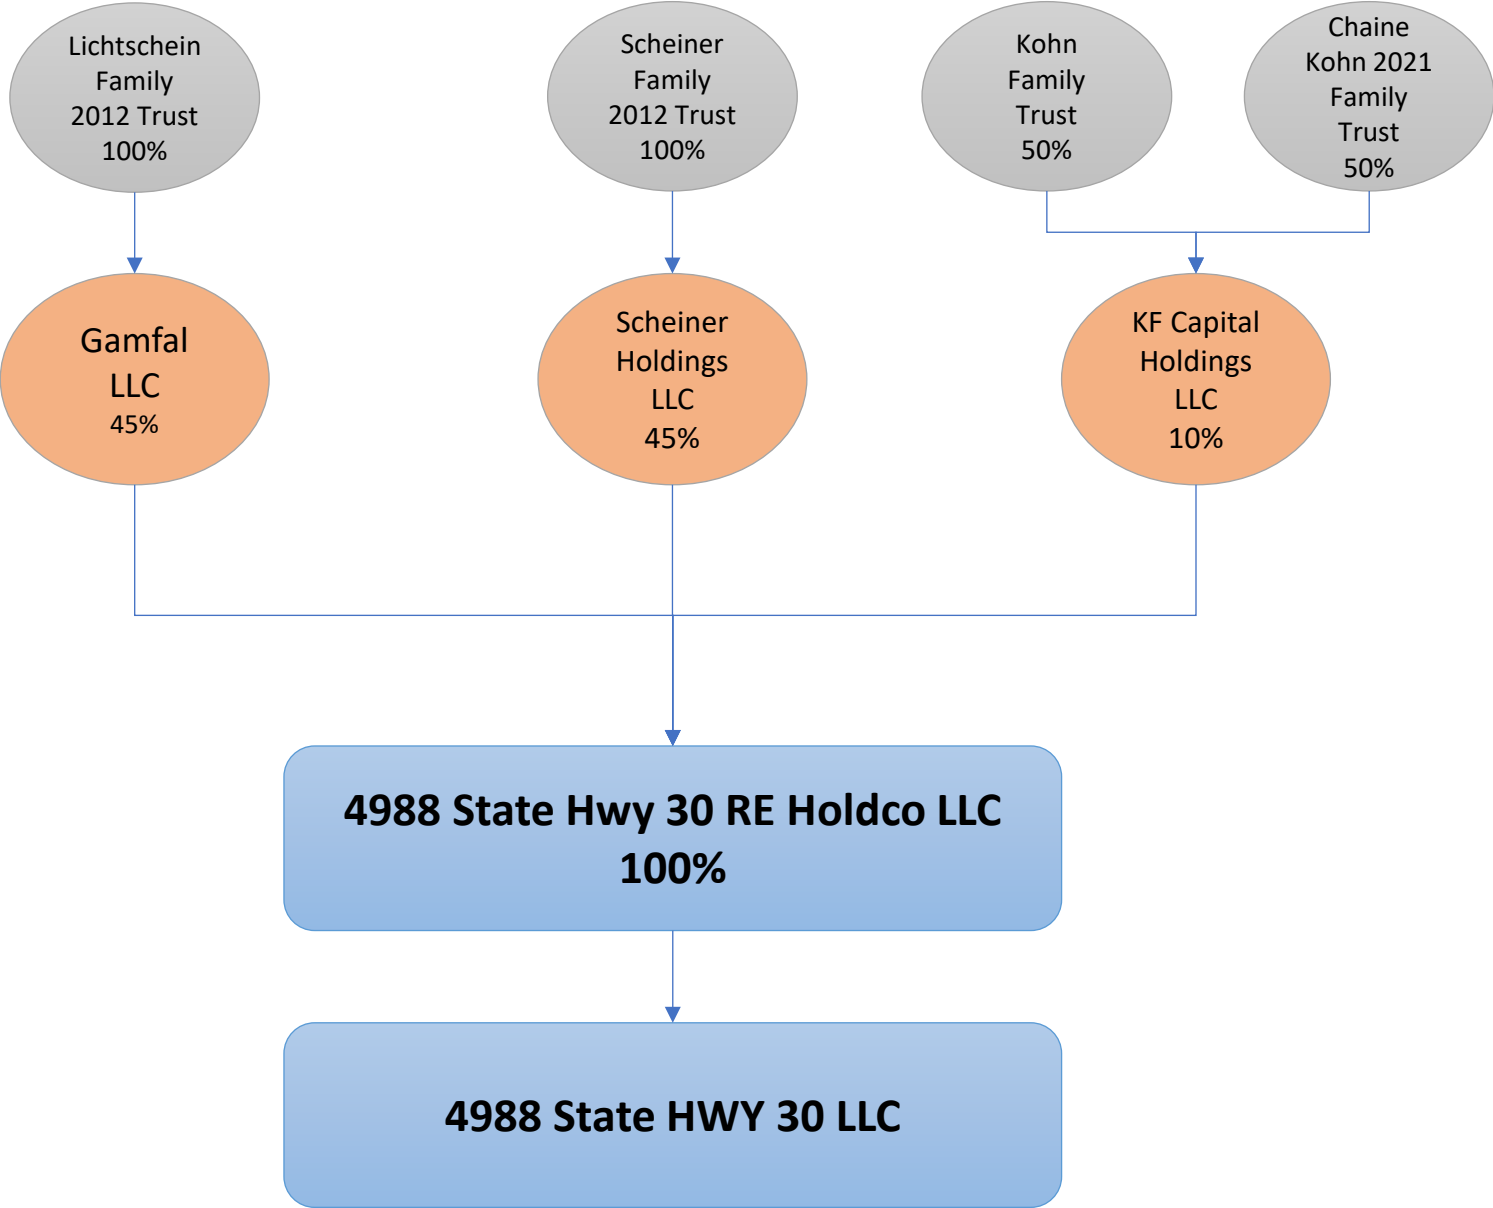 Lichtschein
Family
2012 Trust
100%
Scheiner
Family
2012 Trust
100%
Kohn
Family
Trust
50%
Chaine
Kohn 2021
Family
Trust
50%
Gamfal
LLC
45%
Scheiner
Holdings
LLC
45%
KF Capital
Holdings
LLC
10%
4988 State Hwy 30 RE Holdco LLC
100%
4988 State HWY 30 LLC